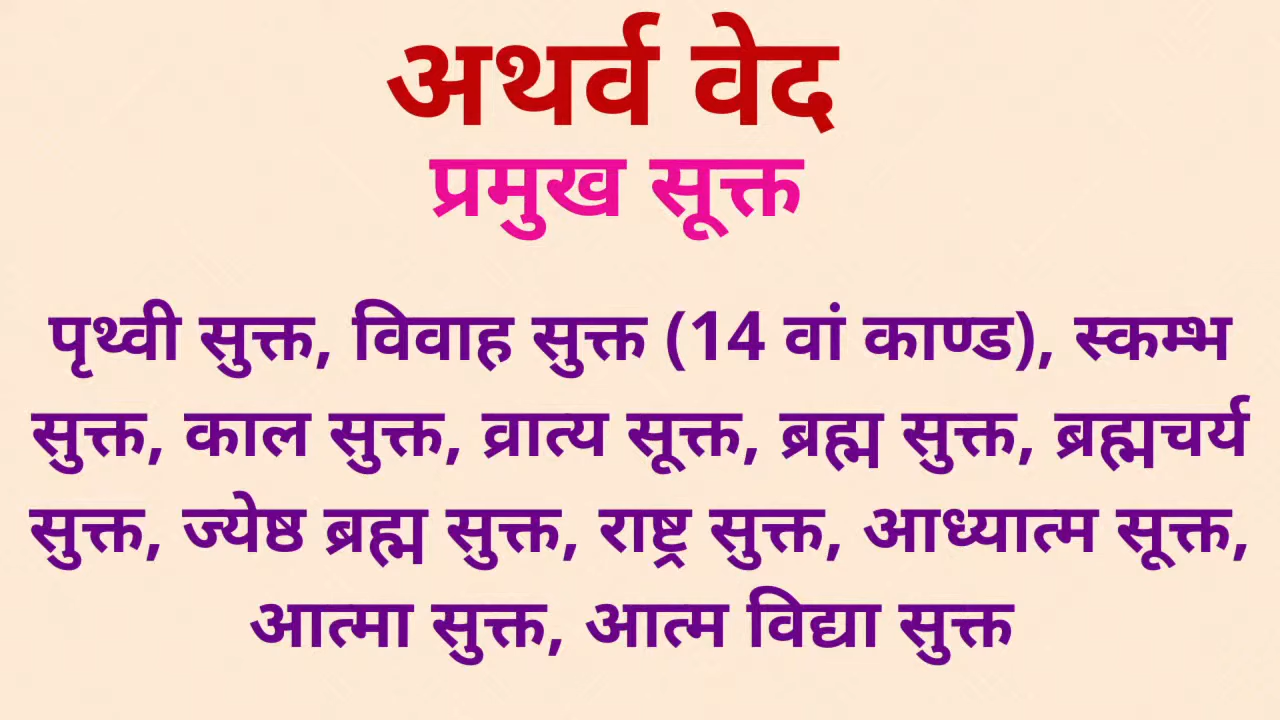 अथर्व वेद
प्रमुख सूक्त
पृथ्वी सुक्त, विवाह सुक्त (14 वां काण्ड), स्कम्भ
सुक्त, काल सुक्त, व्रात्य सूक्त, ब्रह्म सुक्त, ब्रह्मचर्य
सुक्त, ज्येष्ठ ब्रह्म सुक्त, राष्ट्र सुक्त, आध्यात्म सूक्त,
आत्मा सुक्त, आत्म विद्या सुक्त